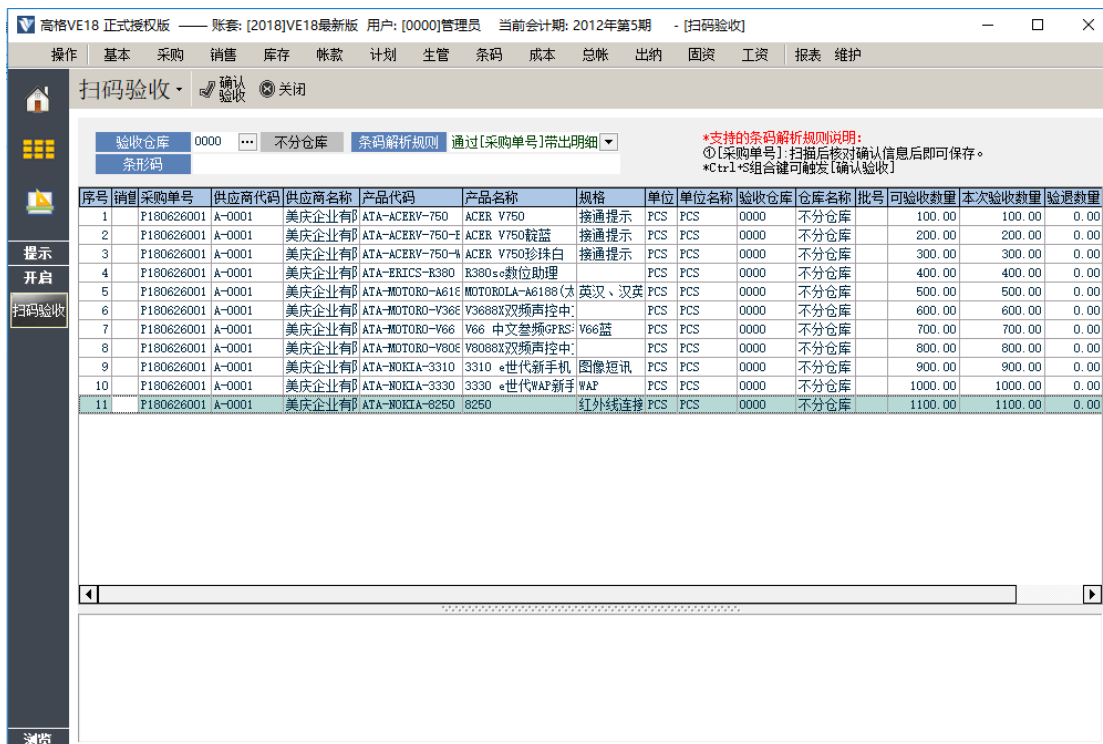 高格VE18 正式授权版 —— 账套: [2018]VE18最新版 用户: [0000]管理员 当前会计期: 2012年第5期 - [扫码验收]
操作 基本 采购 销售 库存 帐款 计划 生管 条码 成本 总帐 出纳 固资 工资 报表 维护
扫码验收 确认验收 关闭
验收仓库 0000 ... 不分仓库 条码解析规则 通过[采购单号]带出明细
条形码
*支持的条码解析规则说明:
①[采购单号]:扫描后核对确认信息后即可保存。
*Ctrl+S组合键可触发[确认验收]
提示
开启
扫码验收
浏览
序号 销售 采购单号 供应商代码 供应商名称 产品代码 产品名称 规格 单位 单位名称 验收仓库 仓库名称 批号 可验收数量 本次验收数量 验退数量
1 P180626001 A-0001 美庆企业有 ATA-ACERV-750 ACER V750 接通提示 PCS PCS 0000 不分仓库 100.00 100.00 0.00
2 P180626001 A-0001 美庆企业有 ATA-ACERV-750- ACER V750靛蓝 接通提示 PCS PCS 0000 不分仓库 200.00 200.00 0.00
3 P180626001 A-0001 美庆企业有 ATA-ACERV-750- ACER V750珍珠白 接通提示 PCS PCS 0000 不分仓库 300.00 300.00 0.00
4 P180626001 A-0001 美庆企业有 ATA-ERICS-R380 R380sc数位助理 PCS PCS 0000 不分仓库 400.00 400.00 0.00
5 P180626001 A-0001 美庆企业有 ATA-MOTORO-A618 MOTOROLA-A6188(太 英汉、汉英 PCS PCS 0000 不分仓库 500.00 500.00 0.00
6 P180626001 A-0001 美庆企业有 ATA-MOTORO-V368 V3688X双频声控中 PCS PCS 0000 不分仓库 600.00 600.00 0.00
7 P180626001 A-0001 美庆企业有 ATA-MOTORO-V66 V66 中文叁频GPRS V66蓝 PCS PCS 0000 不分仓库 700.00 700.00 0.00
8 P180626001 A-0001 美庆企业有 ATA-MOTORO-V808 V8088X双频声控中 PCS PCS 0000 不分仓库 800.00 800.00 0.00
9 P180626001 A-0001 美庆企业有 ATA-NOKIA-3310 3310 e世代新手机 图像短讯 PCS PCS 0000 不分仓库 900.00 900.00 0.00
10 P180626001 A-0001 美庆企业有 ATA-NOKIA-3330 3330 e世代WAP新手 WAP PCS PCS 0000 不分仓库 1000.00 1000.00 0.00
11 P180626001 A-0001 美庆企业有 ATA-NOKIA-8250 8250 红外线连接 PCS PCS 0000 不分仓库 1100.00 1100.00 0.00